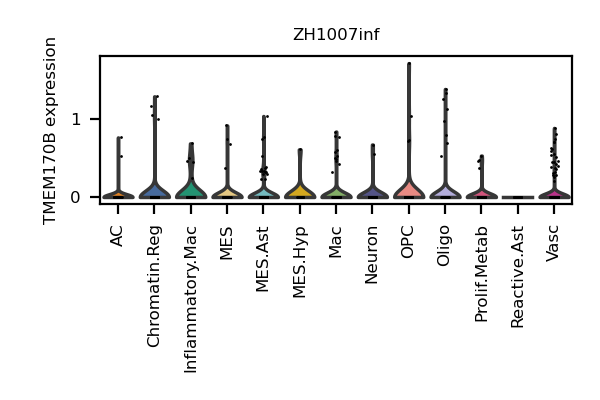 ZH1007inf
TMEM170B expression
1
0
AC
Chromatin.Reg
Inflammatory.Mac
MES
MES.Ast
MES.Hyp
Mac
Neuron
OPC
Oligo
Prolif.Metab
Reactive.Ast
Vasc